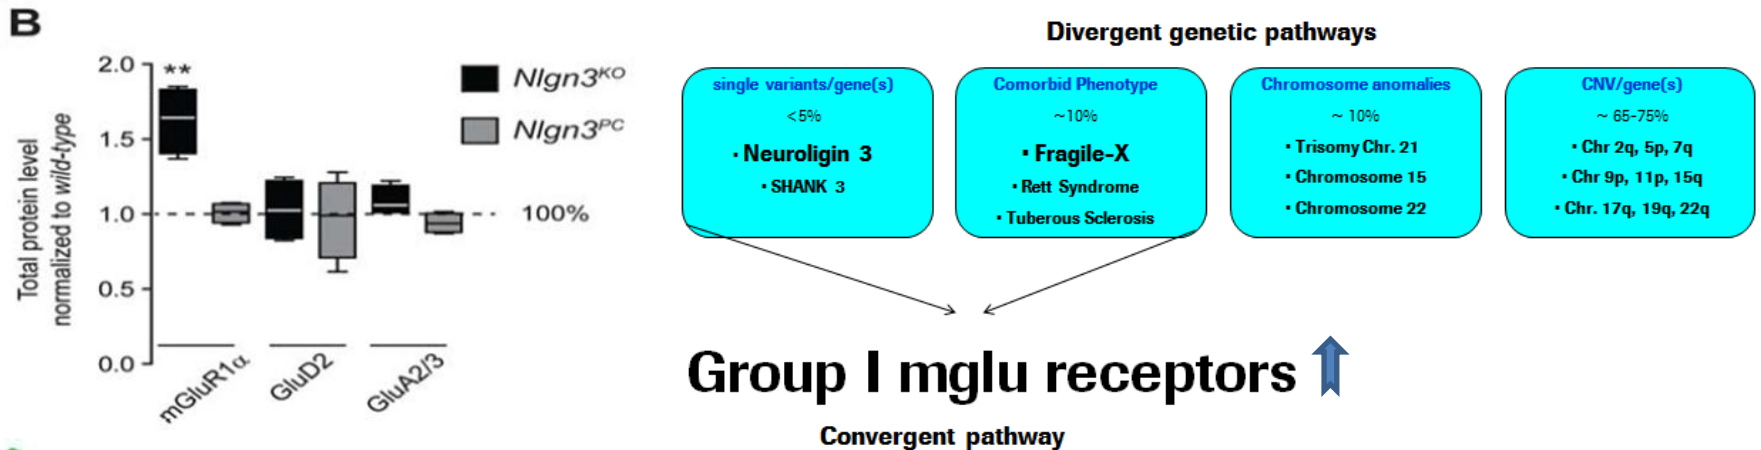 B
Total protein level
normalized to wild-type
2.0
1.5
1.0
0.5
0.0
**
Nlgn3KO
Nlgn3PC
100%
mGluR1α
GluD2
GluA2/3
Divergent genetic pathways
single variants/gene(s)
<5%
· Neuroligin 3
· SHANK 3
Comorbid Phenotype
~10%
· Fragile-X
· Rett Syndrome
· Tuberous Sclerosis
Chromosome anomalies
~ 10%
· Trisomy Chr. 21
· Chromosome 15
· Chromosome 22
CNV/gene(s)
~ 65-75%
· Chr 2q, 5p, 7q
· Chr 9p, 11p, 15q
· Chr. 17q, 19q, 22q
Group I mglu receptors
Convergent pathway